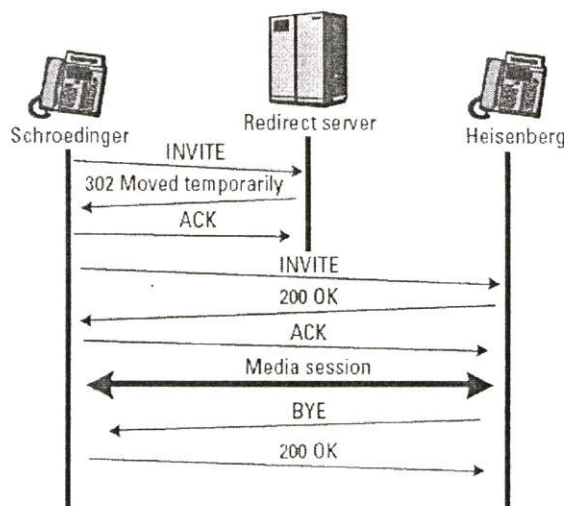 Schroedinger
Redirect server
Heisenberg
INVITE
302 Moved temporarily
ACK
INVITE
200 OK
ACK
Media session
BYE
200 OK